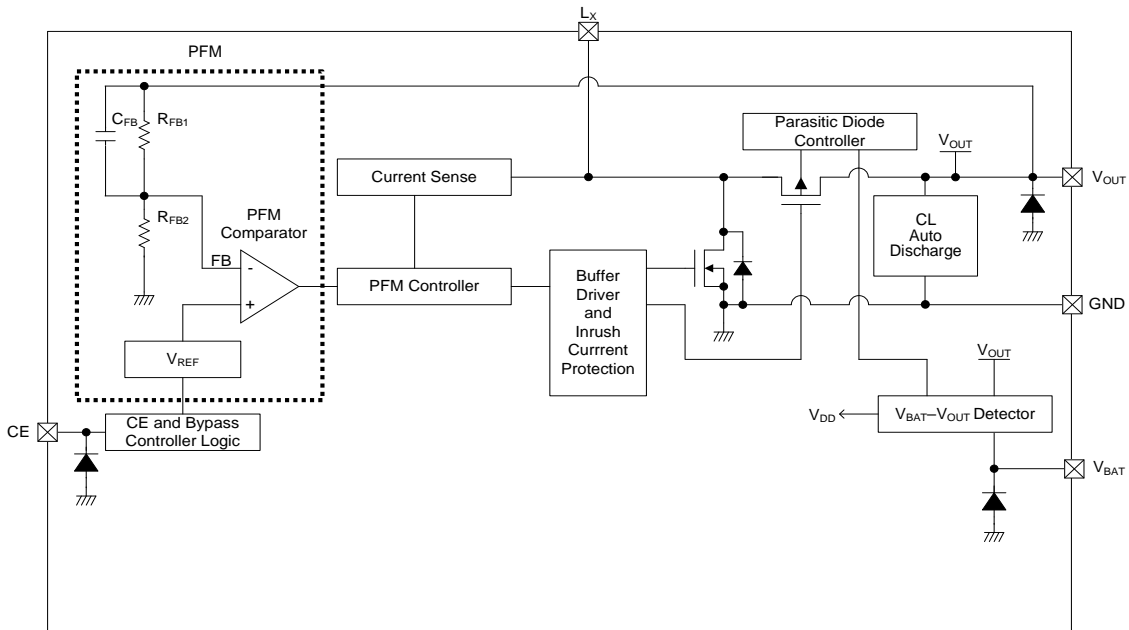 LX
PFM
CFB
RFB1
Parasitic Diode
Controller
VOUT
Current Sense
VOUT
RFB2
PFM
Comparator
CL
Auto
Discharge
FB
-
+
PFM Controller
Buffer
Driver
and
Inrush
Currrent
Protection
GND
VREF
VOUT
CE
CE and Bypass
Controller Logic
VDD
VBAT–VOUT Detector
VBAT